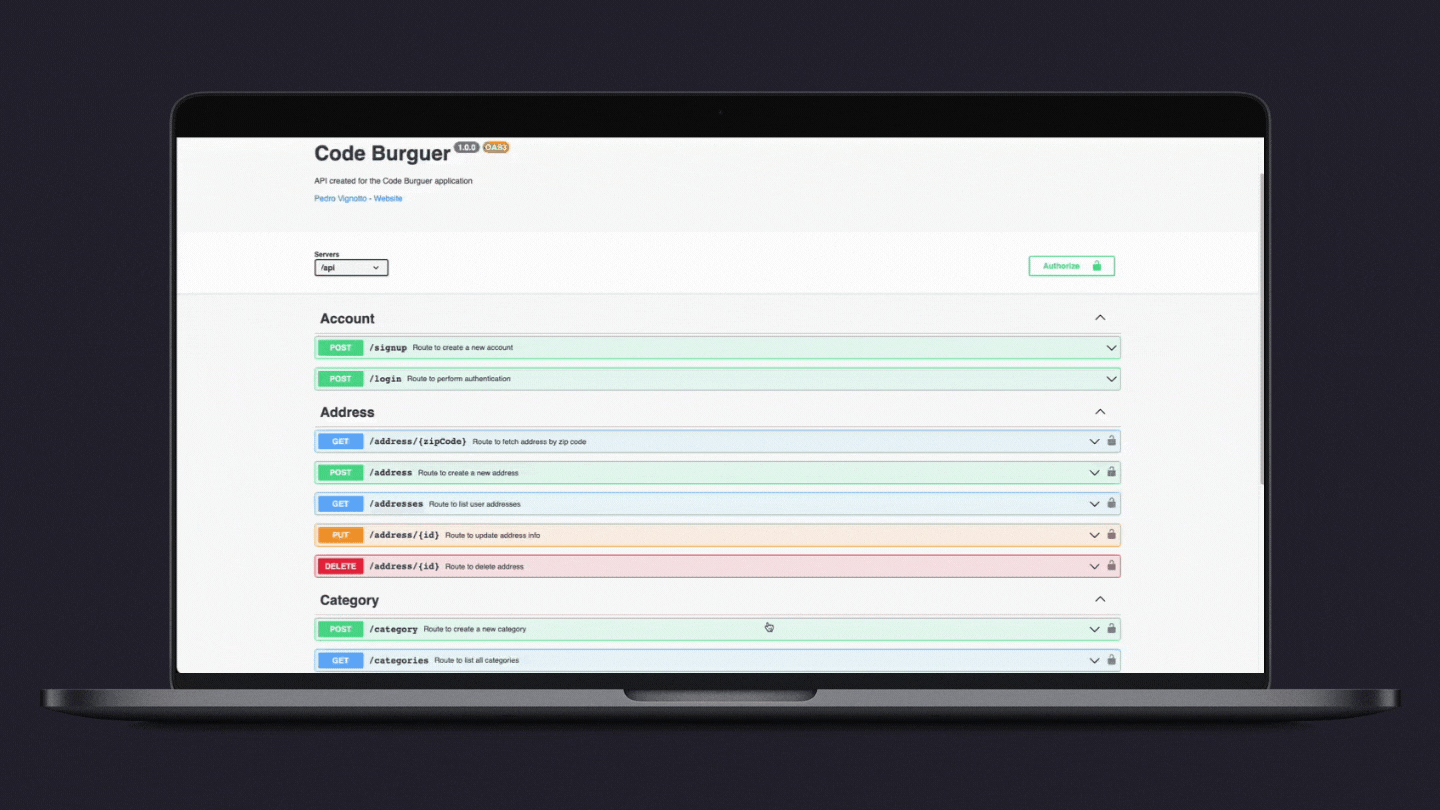 Code Burguer 1.0.0 OAS3
API created for the Code Burguer application
Pedro Vignotto - Website
Servers
/api
Authorize
Account
POST /signup Route to create a new account
POST /login Route to perform authentication
Address
GET /address/{zipCode} Route to fetch address by zip code
POST /address Route to create a new address
GET /addresses Route to list user addresses
PUT /address/{id} Route to update address info
DELETE /address/{id} Route to delete address
Category
POST /category Route to create a new category
GET /categories Route to list all categories